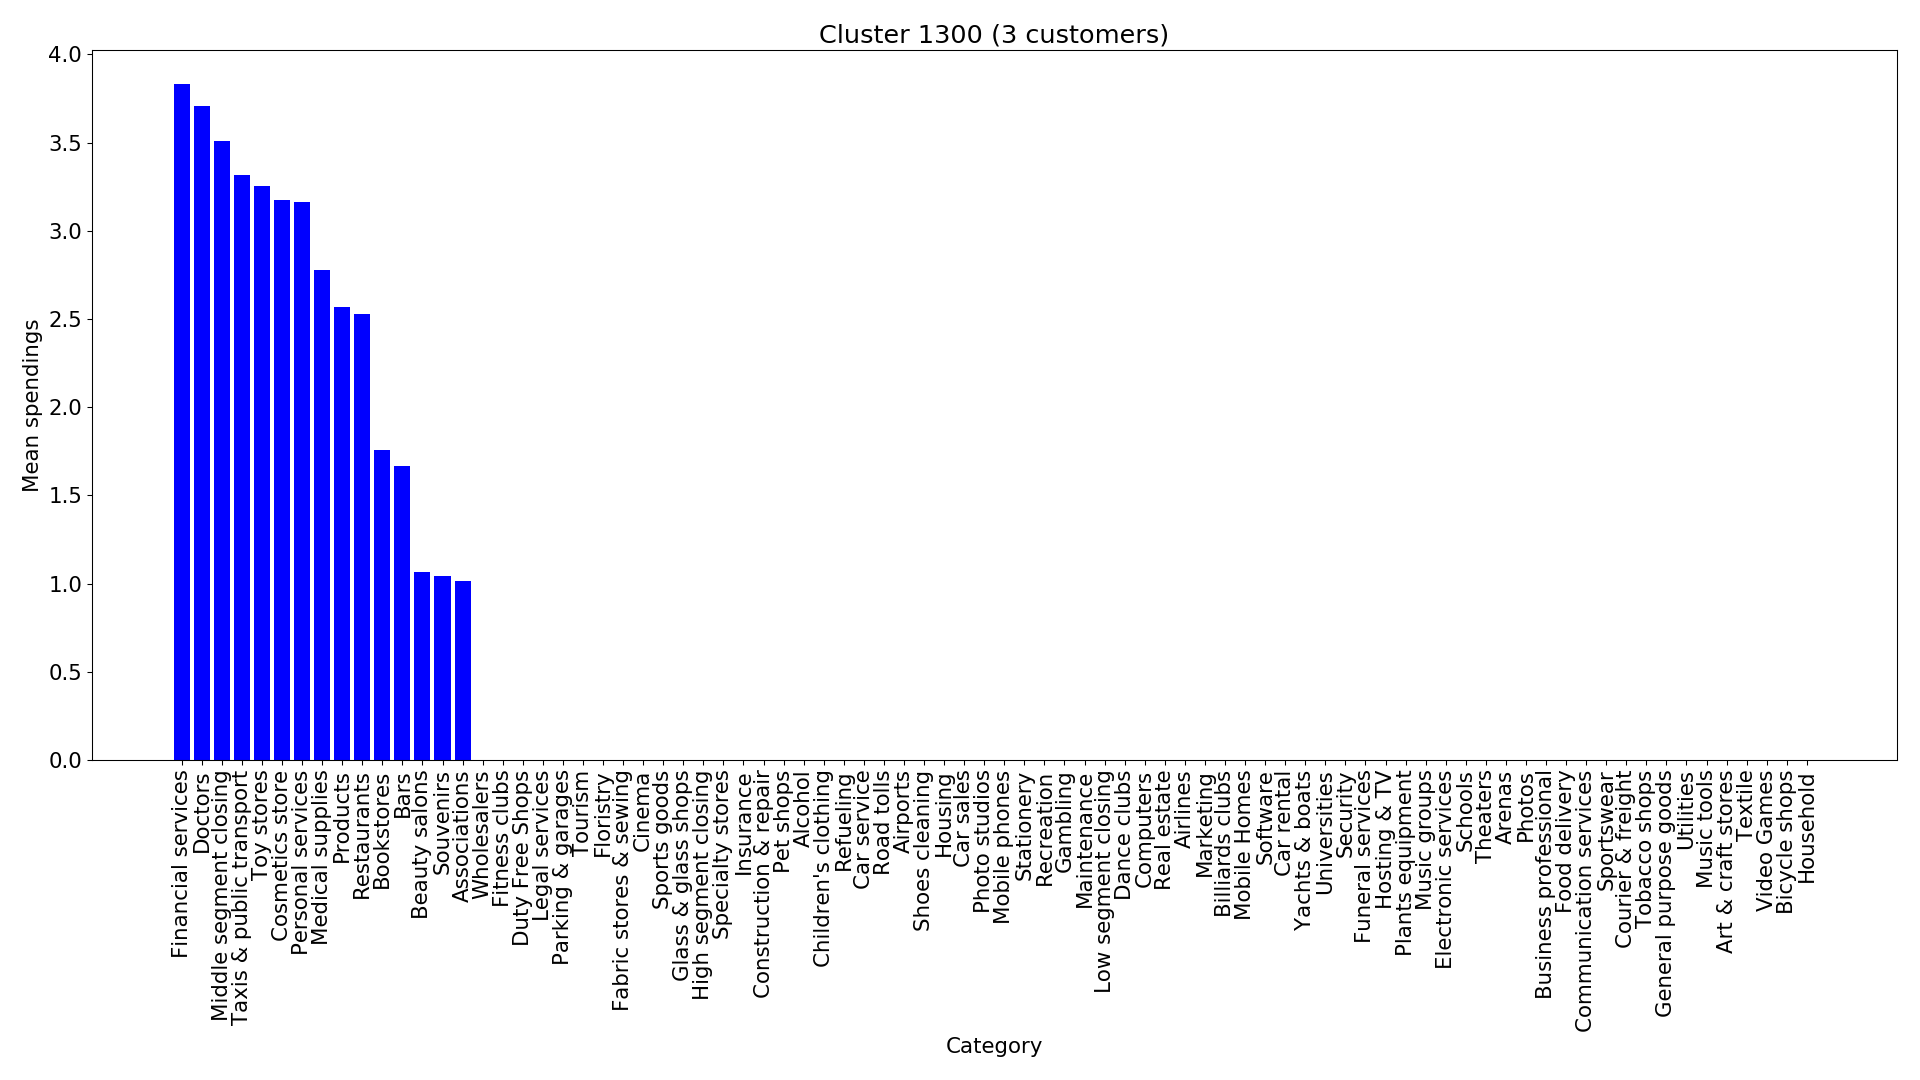 Cluster 1300 (3 customers)
4.0
3.5
3.0
2.5
2.0
1.5
1.0
0.5
0.0
Mean spendings
Financial services
Doctors
Middle segment closing
Taxis & public transport
Toy stores
Cosmetics store
Personal services
Medical supplies
Products
Restaurants
Bookstores
Bars
Beauty salons
Souvenirs
Associations
Wholesalers
Fitness clubs
Duty Free Shops
Legal services
Parking & garages
Tourism
Floristry
Fabric stores & sewing
Cinema
Sports goods
Glass & glass shops
High segment closing
Specialty stores
Insurance
Construction & repair
Pet shops
Alcohol
Children's clothing
Refueling
Car service
Road tolls
Airports
Shoes cleaning
Housing
Car sales
Photo studios
Mobile phones
Stationery
Recreation
Gambling
Maintenance
Low segment closing
Dance clubs
Computers
Real estate
Airlines
Marketing
Billiards clubs
Mobile Homes
Software
Car rental
Yachts & boats
Universities
Security
Funeral services
Hosting & TV
Plants equipment
Music groups
Electronic services
Schools
Theaters
Arenas
Photos
Business professional
Food delivery
Communication services
Sportswear
Courier & freight
Tobacco shops
General purpose goods
Utilities
Music tools
Art & craft stores
Textile
Video Games
Bicycle shops
Household
Category